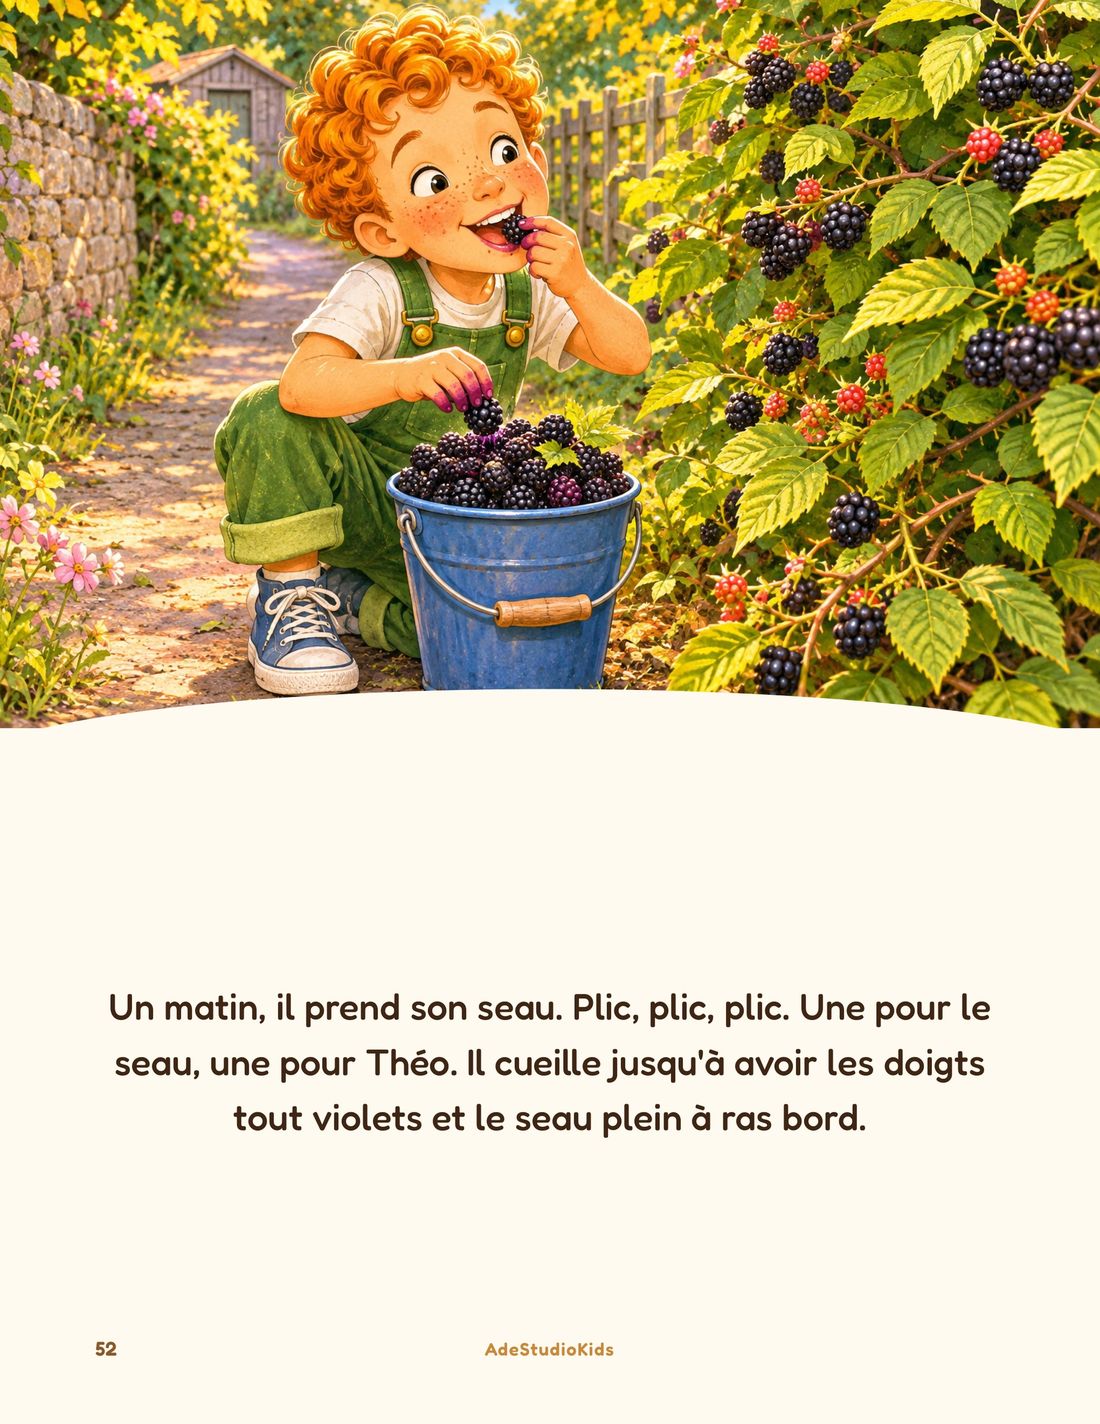 Un matin, il prend son seau. Plic, plic, plic. Une pour le
seau, une pour Théo. Il cueille jusqu'à avoir les doigts
tout violets et le seau plein à ras bord.
52
AdeStudioKids